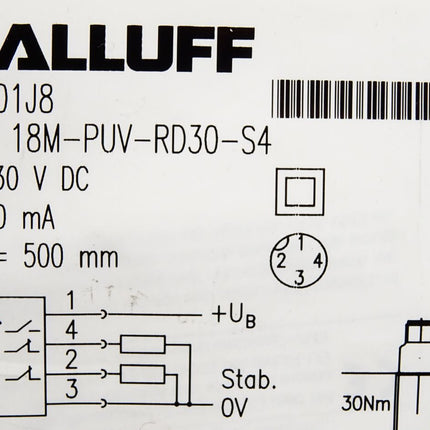 ALLUFF
01J8
18M-PUV-RD30-S4
30 V DC
0 mA
= 500 mm
1
2 4
3
1
+UB
4
2
Stab.
3
0V
30Nm